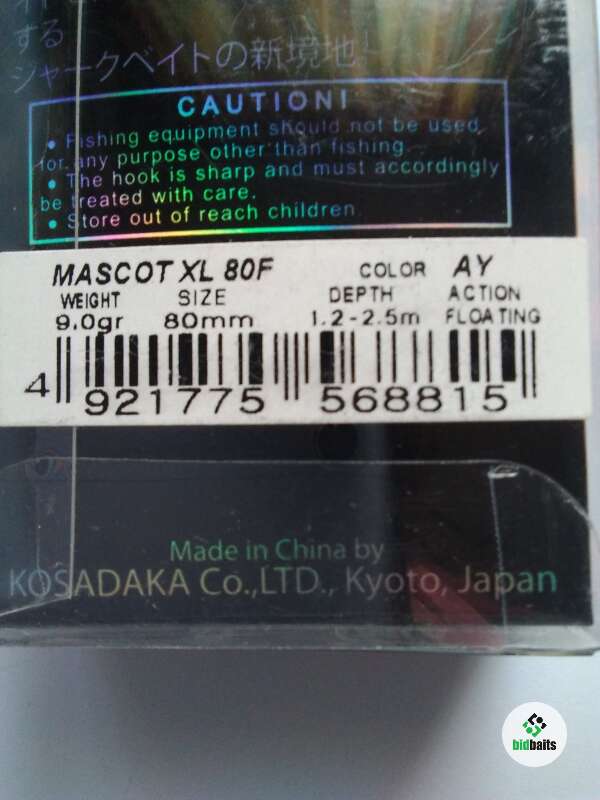 する
シャークベイトの新境地!
CAUTION!
• Fishing equipment should not be used
for any purpose other than fishing.
• The hook is sharp and must accordingly
be treated with care.
• Store out of reach children
MASCOT XL 80F COLOR AY
WEIGHT SIZE DEPTH ACTION
9.0gr 80mm 1.2-2.5m FLOATING
4 921775 568815
Made in China by
KOSADAKA Co.,LTD., Kyoto, Japan
bidbaits